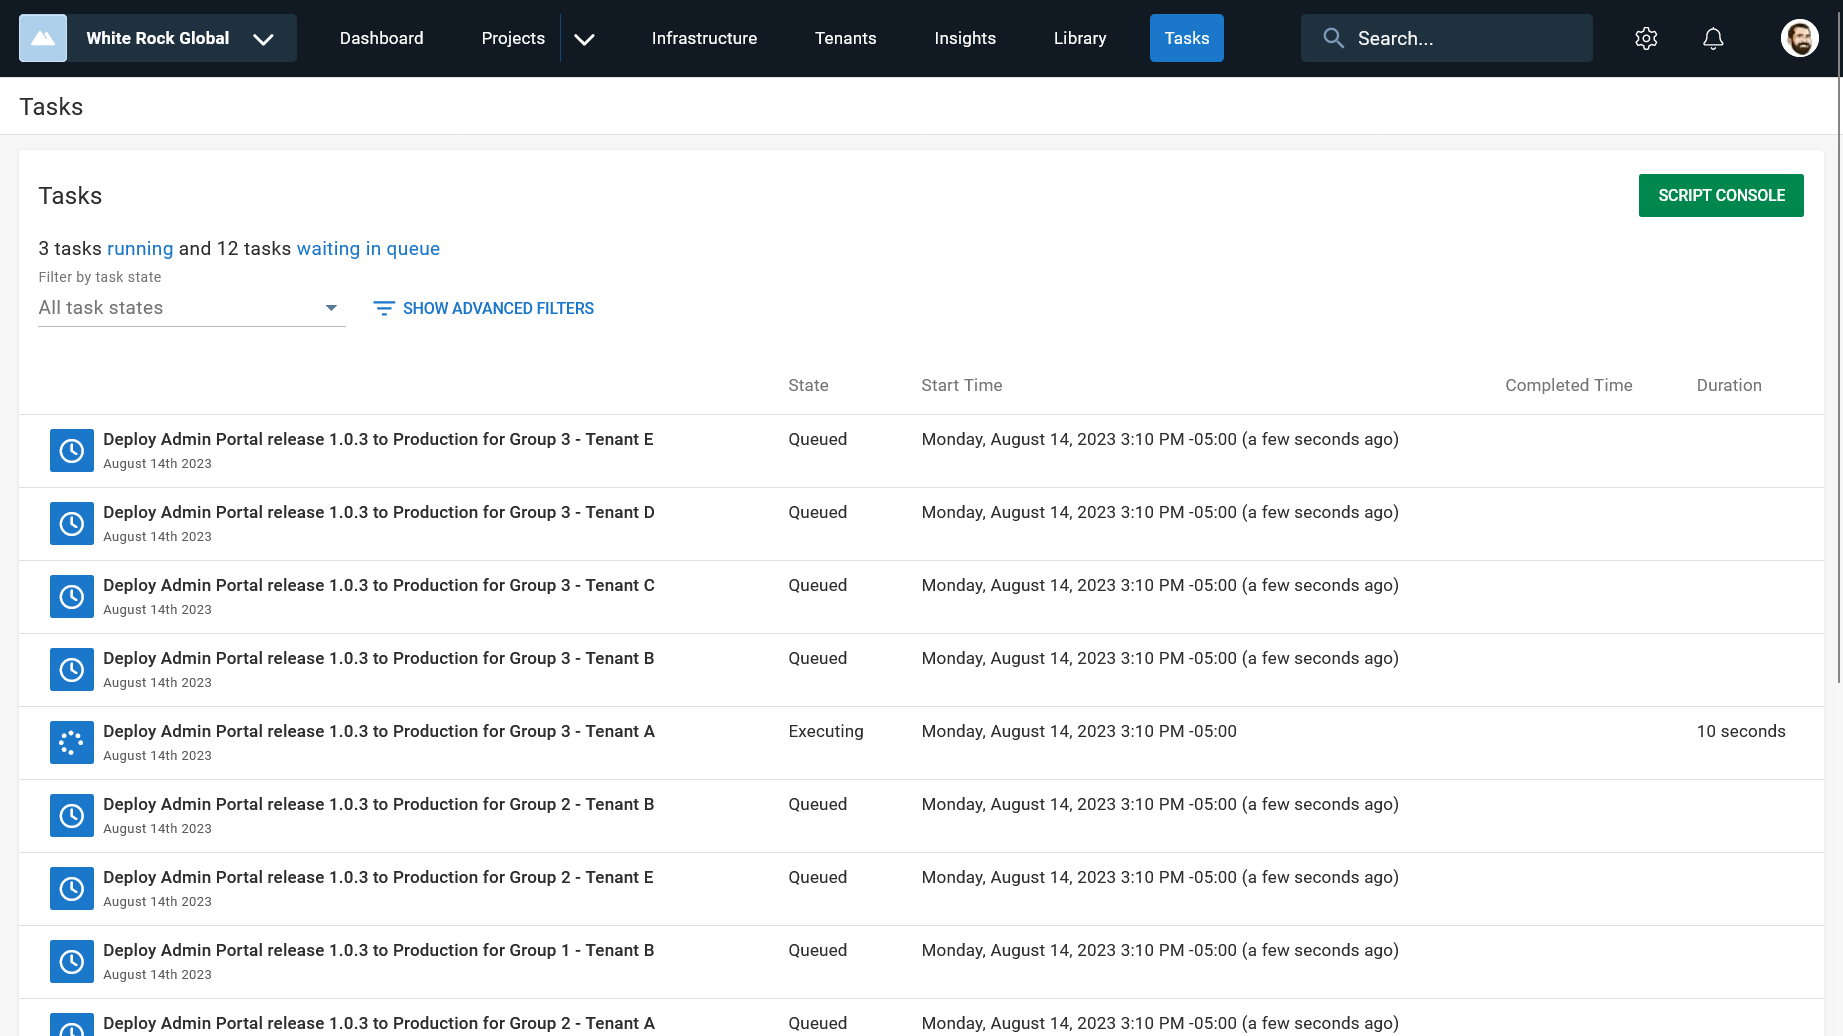 White Rock Global
Dashboard
Projects
Infrastructure
Tenants
Insights
Library
Tasks
Search...
Tasks
Tasks
SCRIPT CONSOLE
3 tasks running and 12 tasks waiting in queue
Filter by task state
All task states
SHOW ADVANCED FILTERS
State Start Time Completed Time Duration
Deploy Admin Portal release 1.0.3 to Production for Group 3 - Tenant E Queued Monday, August 14, 2023 3:10 PM -05:00 (a few seconds ago)
August 14th 2023
Deploy Admin Portal release 1.0.3 to Production for Group 3 - Tenant D Queued Monday, August 14, 2023 3:10 PM -05:00 (a few seconds ago)
August 14th 2023
Deploy Admin Portal release 1.0.3 to Production for Group 3 - Tenant C Queued Monday, August 14, 2023 3:10 PM -05:00 (a few seconds ago)
August 14th 2023
Deploy Admin Portal release 1.0.3 to Production for Group 3 - Tenant B Queued Monday, August 14, 2023 3:10 PM -05:00 (a few seconds ago)
August 14th 2023
Deploy Admin Portal release 1.0.3 to Production for Group 3 - Tenant A Executing Monday, August 14, 2023 3:10 PM -05:00 10 seconds
August 14th 2023
Deploy Admin Portal release 1.0.3 to Production for Group 2 - Tenant B Queued Monday, August 14, 2023 3:10 PM -05:00 (a few seconds ago)
August 14th 2023
Deploy Admin Portal release 1.0.3 to Production for Group 2 - Tenant E Queued Monday, August 14, 2023 3:10 PM -05:00 (a few seconds ago)
August 14th 2023
Deploy Admin Portal release 1.0.3 to Production for Group 1 - Tenant B Queued Monday, August 14, 2023 3:10 PM -05:00 (a few seconds ago)
August 14th 2023
Deploy Admin Portal release 1.0.3 to Production for Group 2 - Tenant A Queued Monday, August 14, 2023 3:10 PM -05:00 (a few seconds ago)